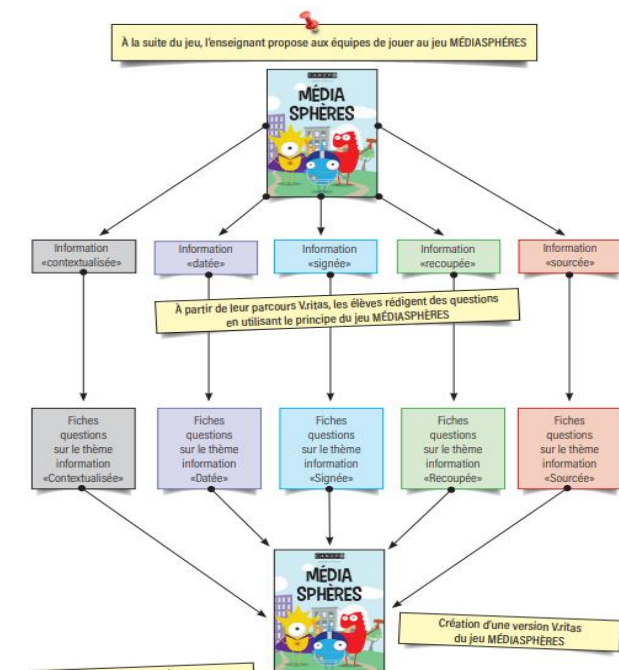 À la suite du jeu, l'enseignant propose aux équipes de jouer au jeu MÉDIASPHÉRES
MÉDIA
SPHÈRES
Information
«contextualisée»
Information
«datée»
Information
«signée»
Information
«recoupée»
Information
«sourcée»
À partir de leur parcours V.ritas, les élèves rédigent des questions
en utilisant le principe du jeu MÉDIASPHÈRES
Fiches
questions
sur le thème
information
«Contextualisée»
Fiches
questions
sur le thème
information
«Datée»
Fiches
questions
sur le thème
information
«Signée»
Fiches
questions
sur le thème
information
«Recoupée»
Fiches
questions
sur le thème
information
«Sourcée»
MÉDIA
SPHÈRES
Création d'une version V.ritas
du jeu MÉDIASPHÈRES